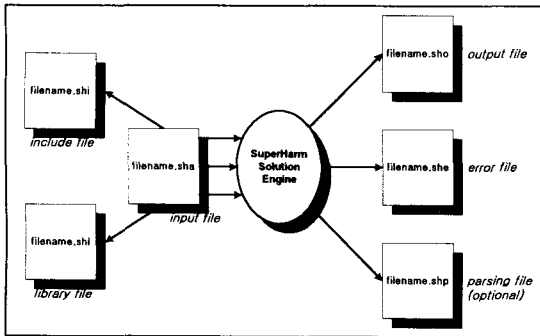 filename.shi
include file
filename.sha
input file
filename.shl
library file
SuperHarm
Solution
Engine
filename.sho
output file
filename.she
error file
filename.shp
parsing file
(optional)